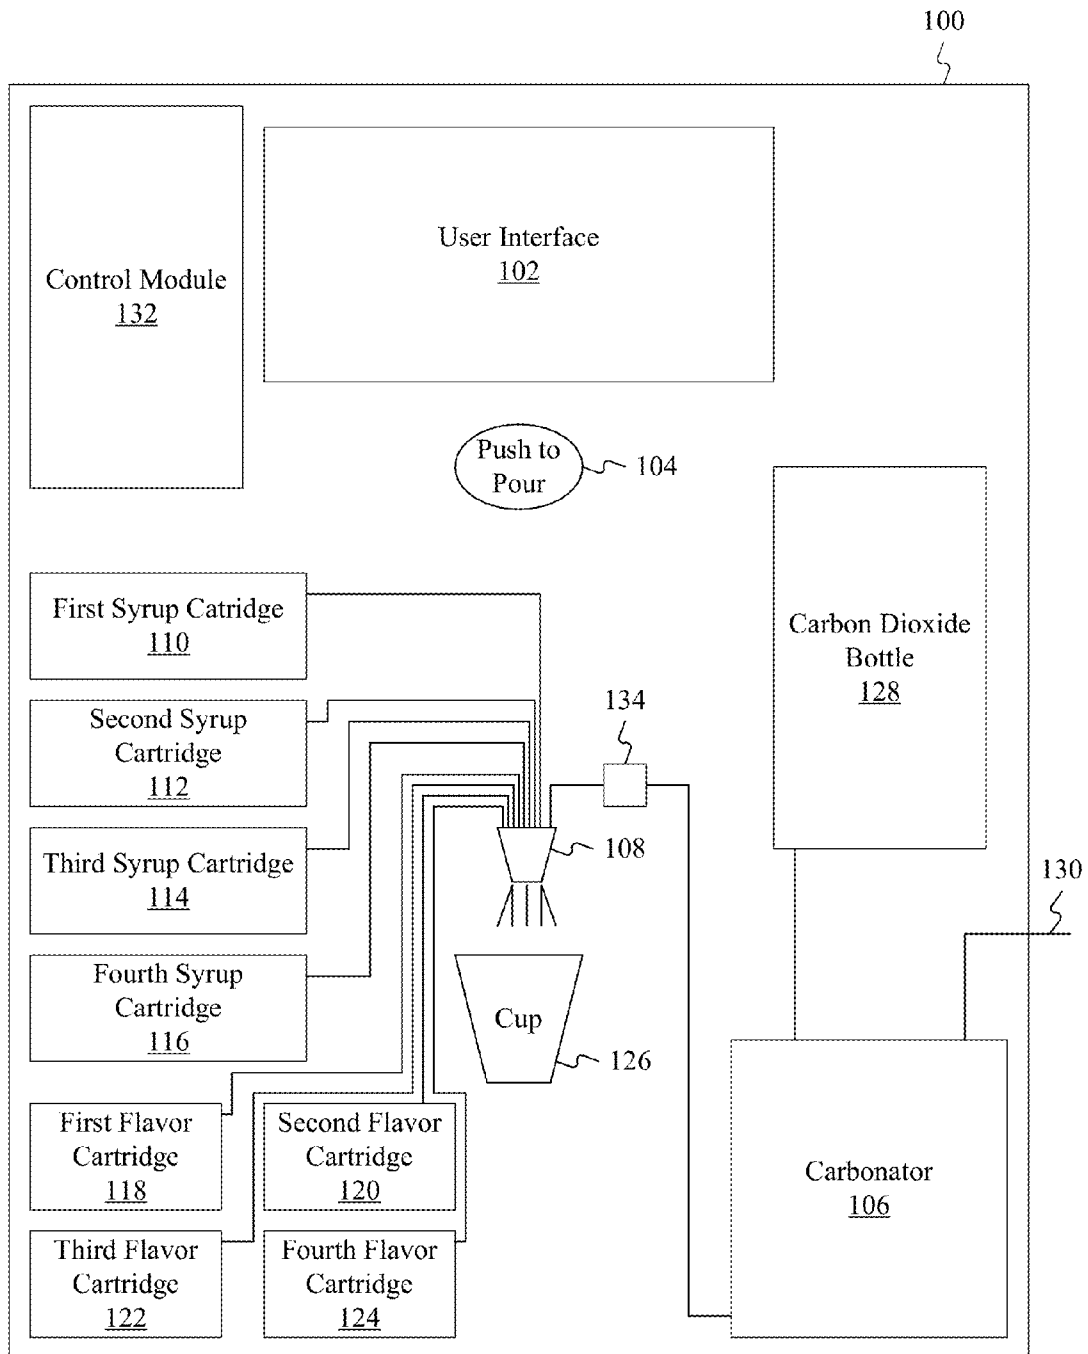 100
Control Module
132
User Interface
102
Push to
Pour
104
First Syrup Catridge
110
Second Syrup
Cartridge
112
Third Syrup Cartridge
114
Fourth Syrup
Cartridge
116
134
108
Cup
126
Carbon Dioxide
Bottle
128
130
First Flavor
Cartridge
118
Second Flavor
Cartridge
120
Third Flavor
Cartridge
122
Fourth Flavor
Cartridge
124
Carbonator
106